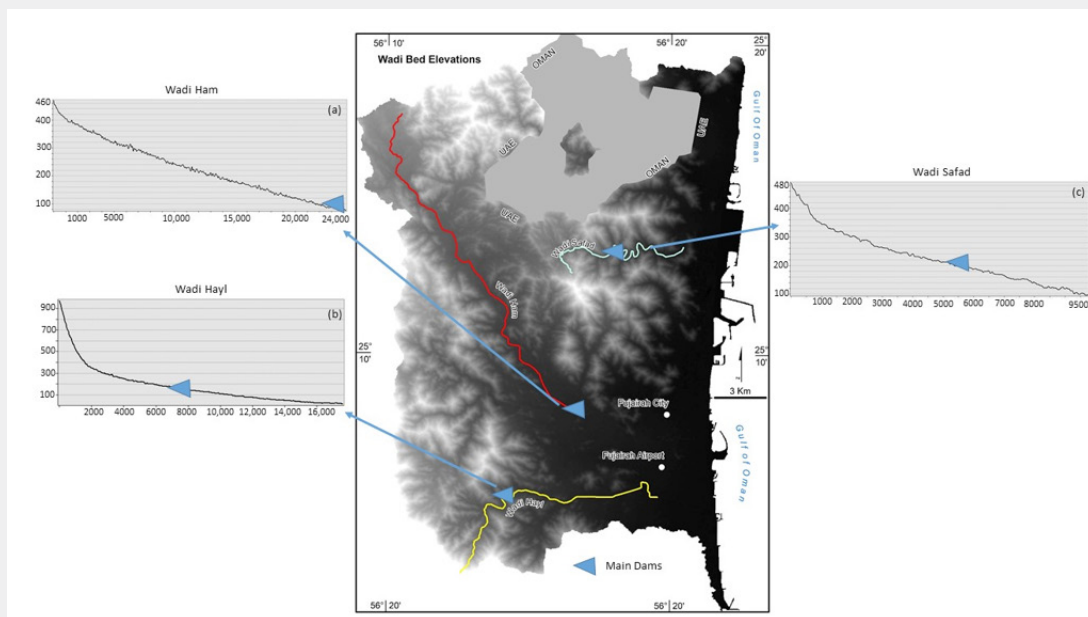 Wadi Ham
(a)
460
400
300
200
100
1000 5000 10,000 15,000 20,000 24,000
Wadi Hayl
(b)
900
700
500
300
100
2000 4000 6000 8000 10,000 12,000 14,000 16,000
56° 10'
56° 20'
25° 20'
Wadi Bed Elevations
OMAN
UAE
UAE
OMAN
UAE
Gulf Of Oman
Wadi Safad
Wadi Ham
25° 10'
25° 10'
3 Km
Fujairah City
Fujairah Airport
Gulf of Oman
Wadi Hayl
Main Dams
56° 20'
56° 20'
Wadi Safad
(c)
480
400
300
200
100
1000 2000 3000 4000 5000 6000 7000 8000 9500